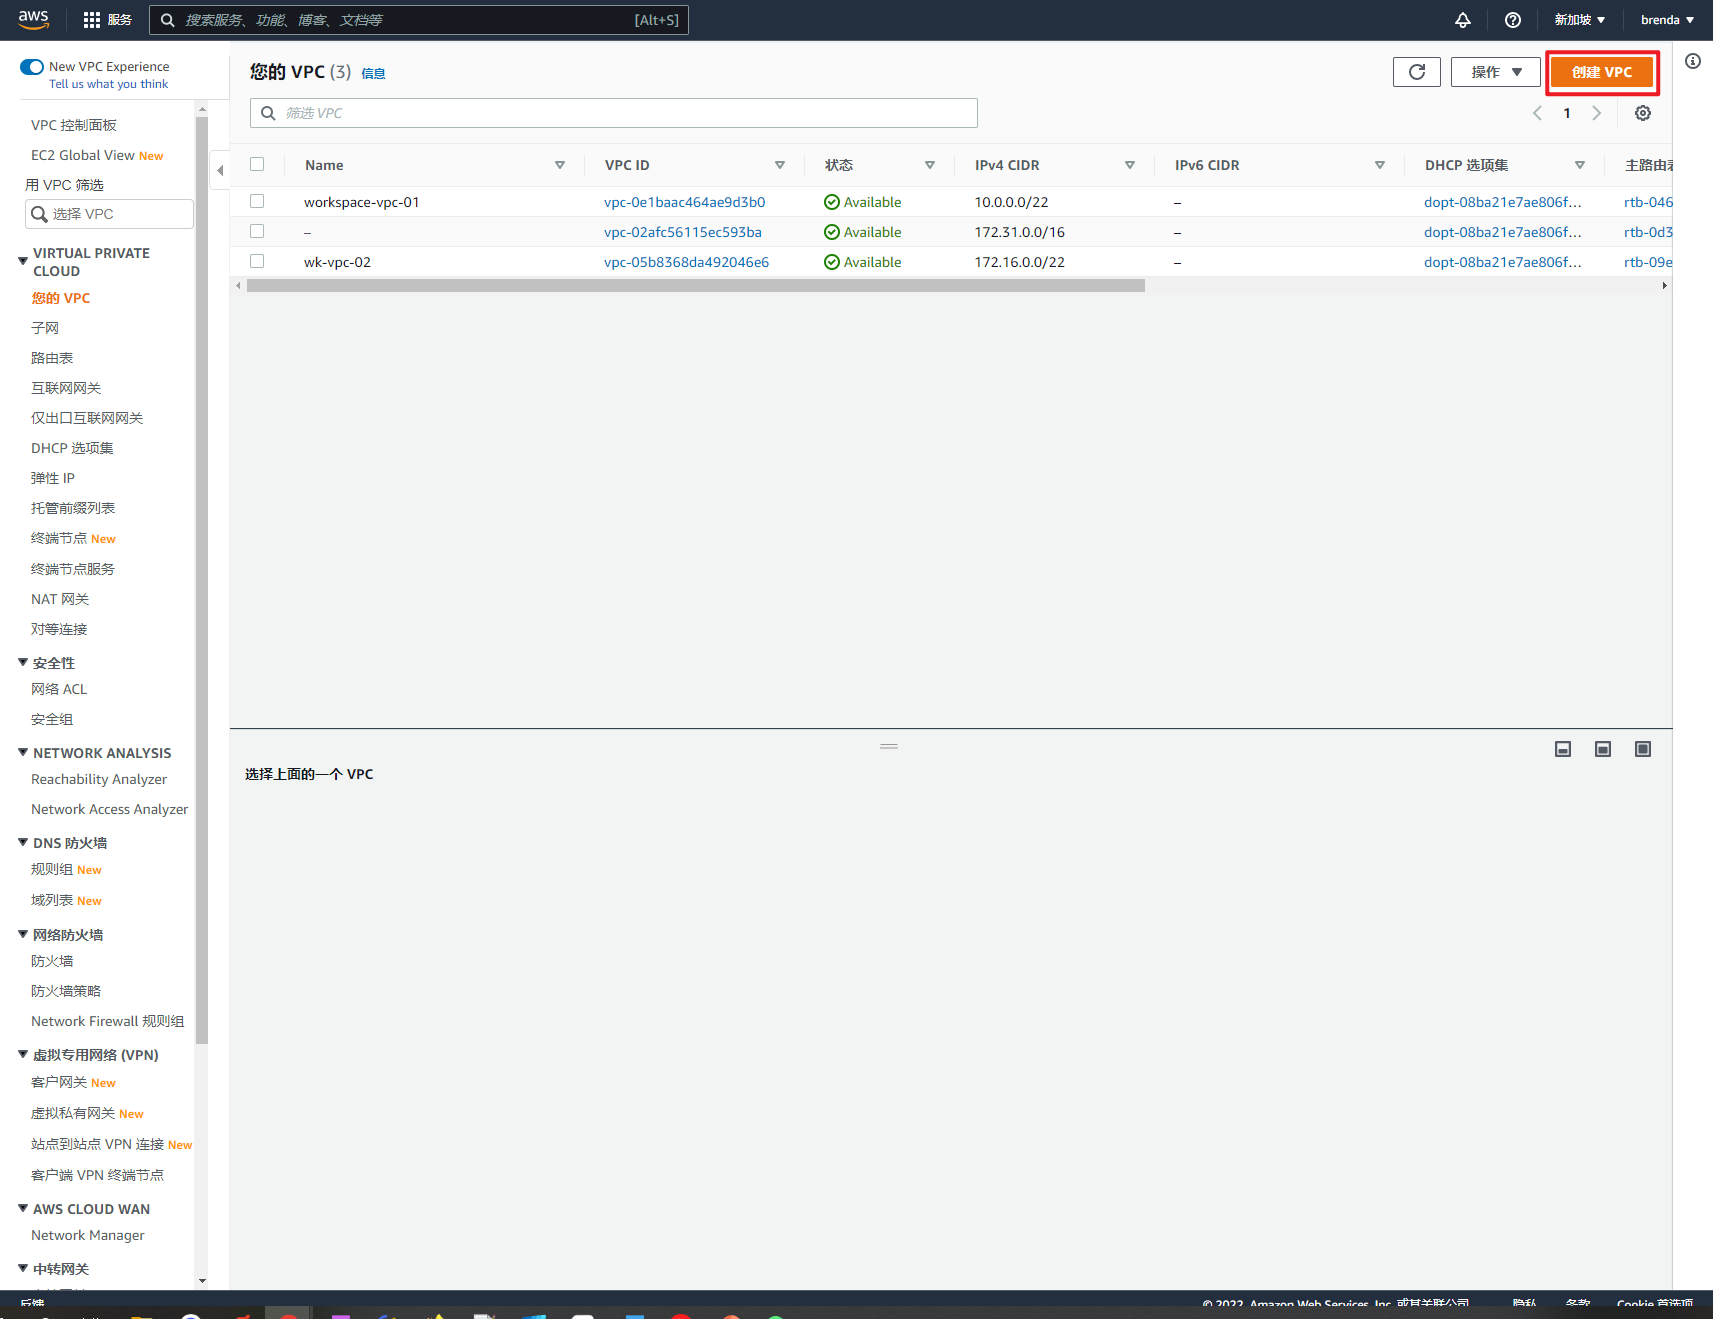 aws 服务 搜索服务、功能、博客、文档等 [Alt+S] 新加坡 brenda
New VPC Experience
Tell us what you think
VPC 控制面板
EC2 Global View New
用 VPC 筛选
选择 VPC
VIRTUAL PRIVATE
CLOUD
您的 VPC
子网
路由表
互联网网关
仅出口互联网网关
DHCP 选项集
弹性 IP
托管前缀列表
终端节点 New
终端节点服务
NAT 网关
对等连接
安全性
网络 ACL
安全组
NETWORK ANALYSIS
Reachability Analyzer
Network Access Analyzer
DNS 防火墙
规则组 New
域列表 New
网络防火墙
防火墙
防火墙策略
Network Firewall 规则组
虚拟专用网络 (VPN)
客户网关 New
虚拟私有网关 New
站点到站点 VPN 连接 New
客户端 VPN 终端节点
AWS CLOUD WAN
Network Manager
中转网关
您的 VPC (3) 信息
操作 创建 VPC
筛选 VPC
1
Name VPC ID 状态 IPv4 CIDR IPv6 CIDR DHCP 选项集 主路由表
workspace-vpc-01 vpc-0e1baac464ae9d3b0 Available 10.0.0.0/22 – dopt-08ba21e7ae806f... rtb-046
– vpc-02afc56115ec593ba Available 172.31.0.0/16 – dopt-08ba21e7ae806f... rtb-0d3
wk-vpc-02 vpc-05b8368da492046e6 Available 172.16.0.0/22 – dopt-08ba21e7ae806f... rtb-09e
选择上面的一个 VPC
反馈 © 2022, Amazon Web Services, Inc. 或其关联公司 隐私 条款 Cookie 首选项